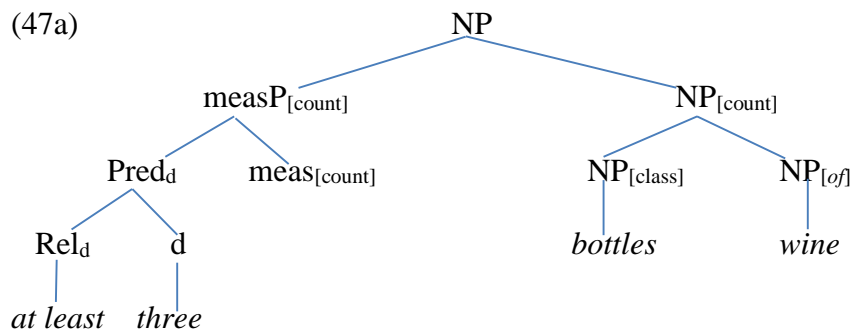 (47a) NP
measP[count] NP[count]
Predd meas[count] NP[class] NP[of]
Reld d bottles wine
at least three